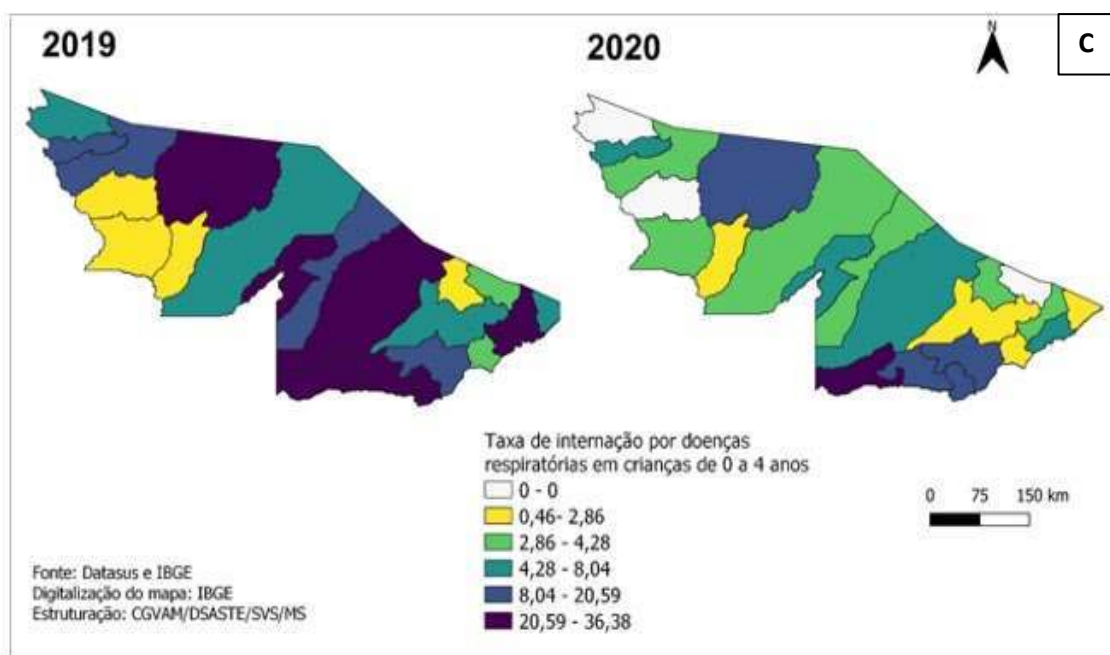 2019
2020
N
C
Taxa de internação por doenças
respiratórias em crianças de 0 a 4 anos
0 - 0
0,46- 2,86
2,86 - 4,28
4,28 - 8,04
8,04 - 20,59
20,59 - 36,38
0 75 150 km
Fonte: Datasus e IBGE
Digitalização do mapa: IBGE
Estruturação: CGVAM/DSASTE/SVS/MS